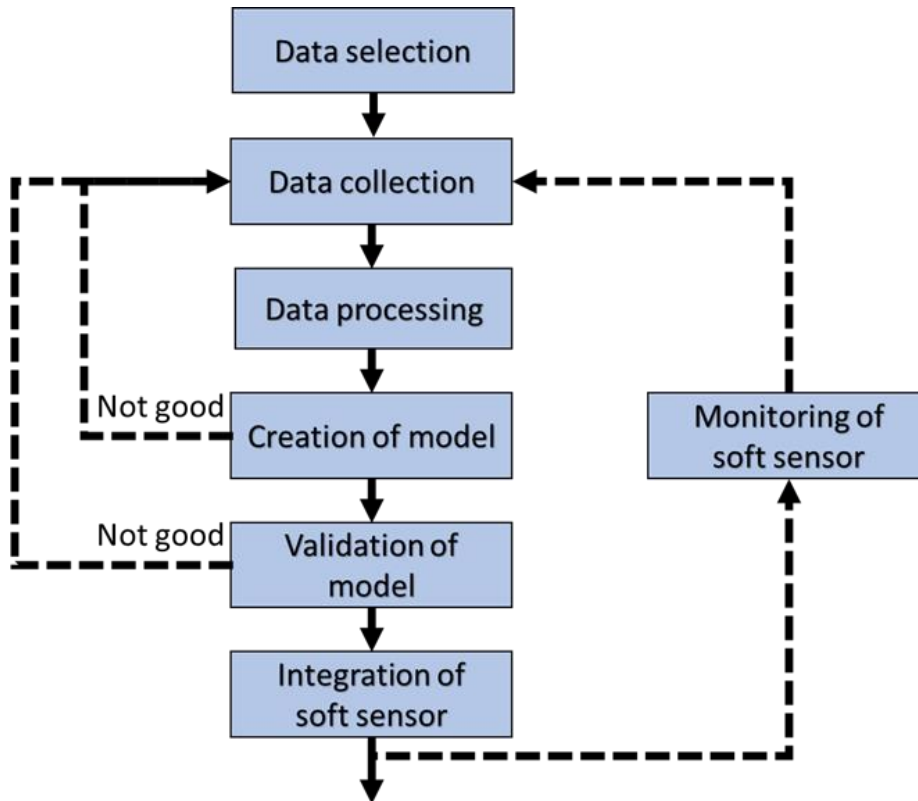 Data selection
Data collection
Data processing
Not good
Creation of model
Monitoring of
soft sensor
Not good
Validation of
model
Integration of
soft sensor